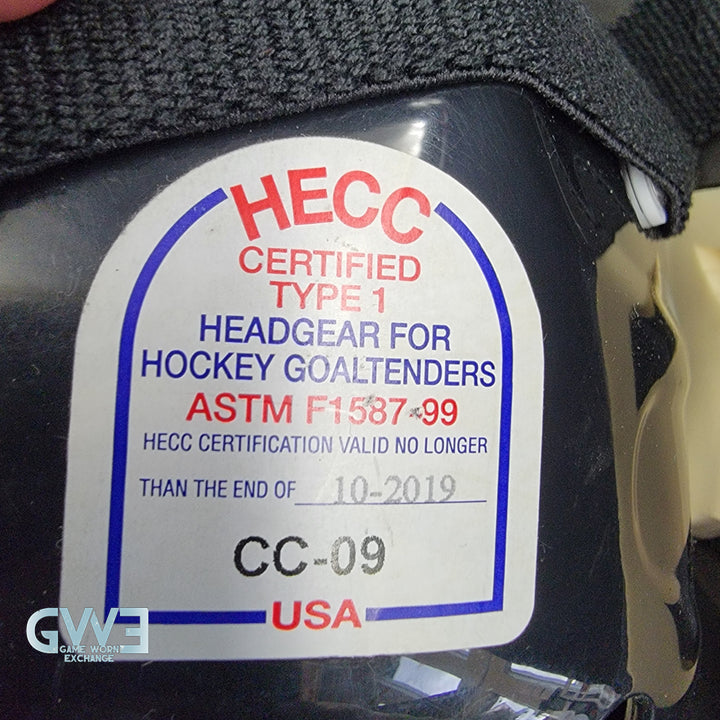 HECC
CERTIFIED
TYPE 1
HEADGEAR FOR
HOCKEY GOALTENDERS
ASTM F1587-99
HECC CERTIFICATION VALID NO LONGER
THAN THE END OF 10-2019
CC-09
USA
GWE
GAME WORN
EXCHANGE